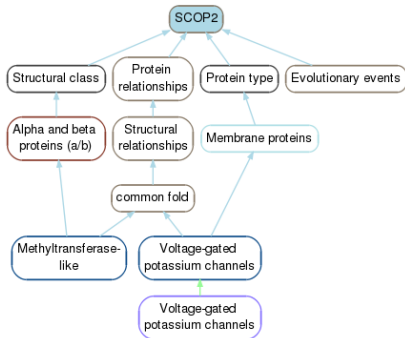 SCOP2
Structural class
Protein
relationships
Protein type
Evolutionary events
Alpha and beta
proteins (a/b)
Structural
relationships
Membrane proteins
common fold
Methyltransferase-
like
Voltage-gated
potassium channels
Voltage-gated
potassium channels